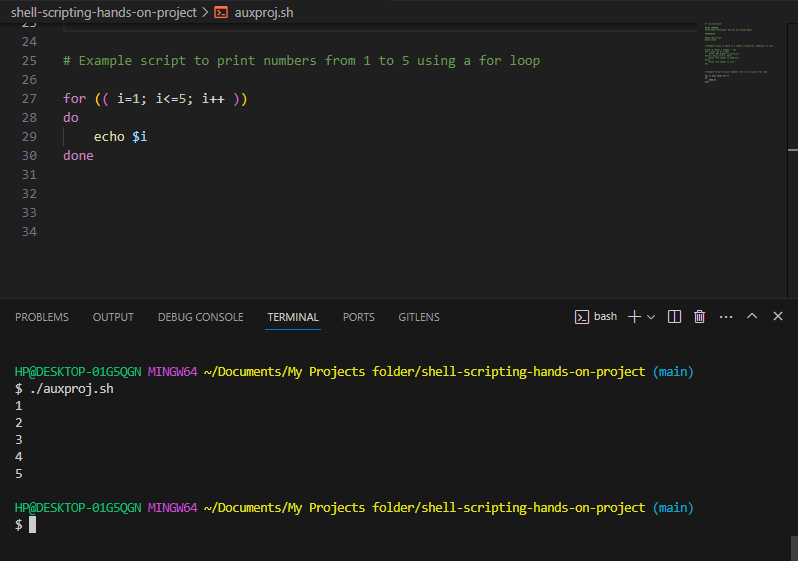 shell-scripting-hands-on-project > auxproj.sh
23
24
25 # Example script to print numbers from 1 to 5 using a for loop
26
27 for (( i=1; i<=5; i++ ))
28 do
29 echo $i
30 done
31
32
33
34
PROBLEMS OUTPUT DEBUG CONSOLE TERMINAL PORTS GITLENS bash
HP@DESKTOP-01G5QGN MINGW64 ~/Documents/My Projects folder/shell-scripting-hands-on-project (main)
$ ./auxproj.sh
1
2
3
4
5
HP@DESKTOP-01G5QGN MINGW64 ~/Documents/My Projects folder/shell-scripting-hands-on-project (main)
$